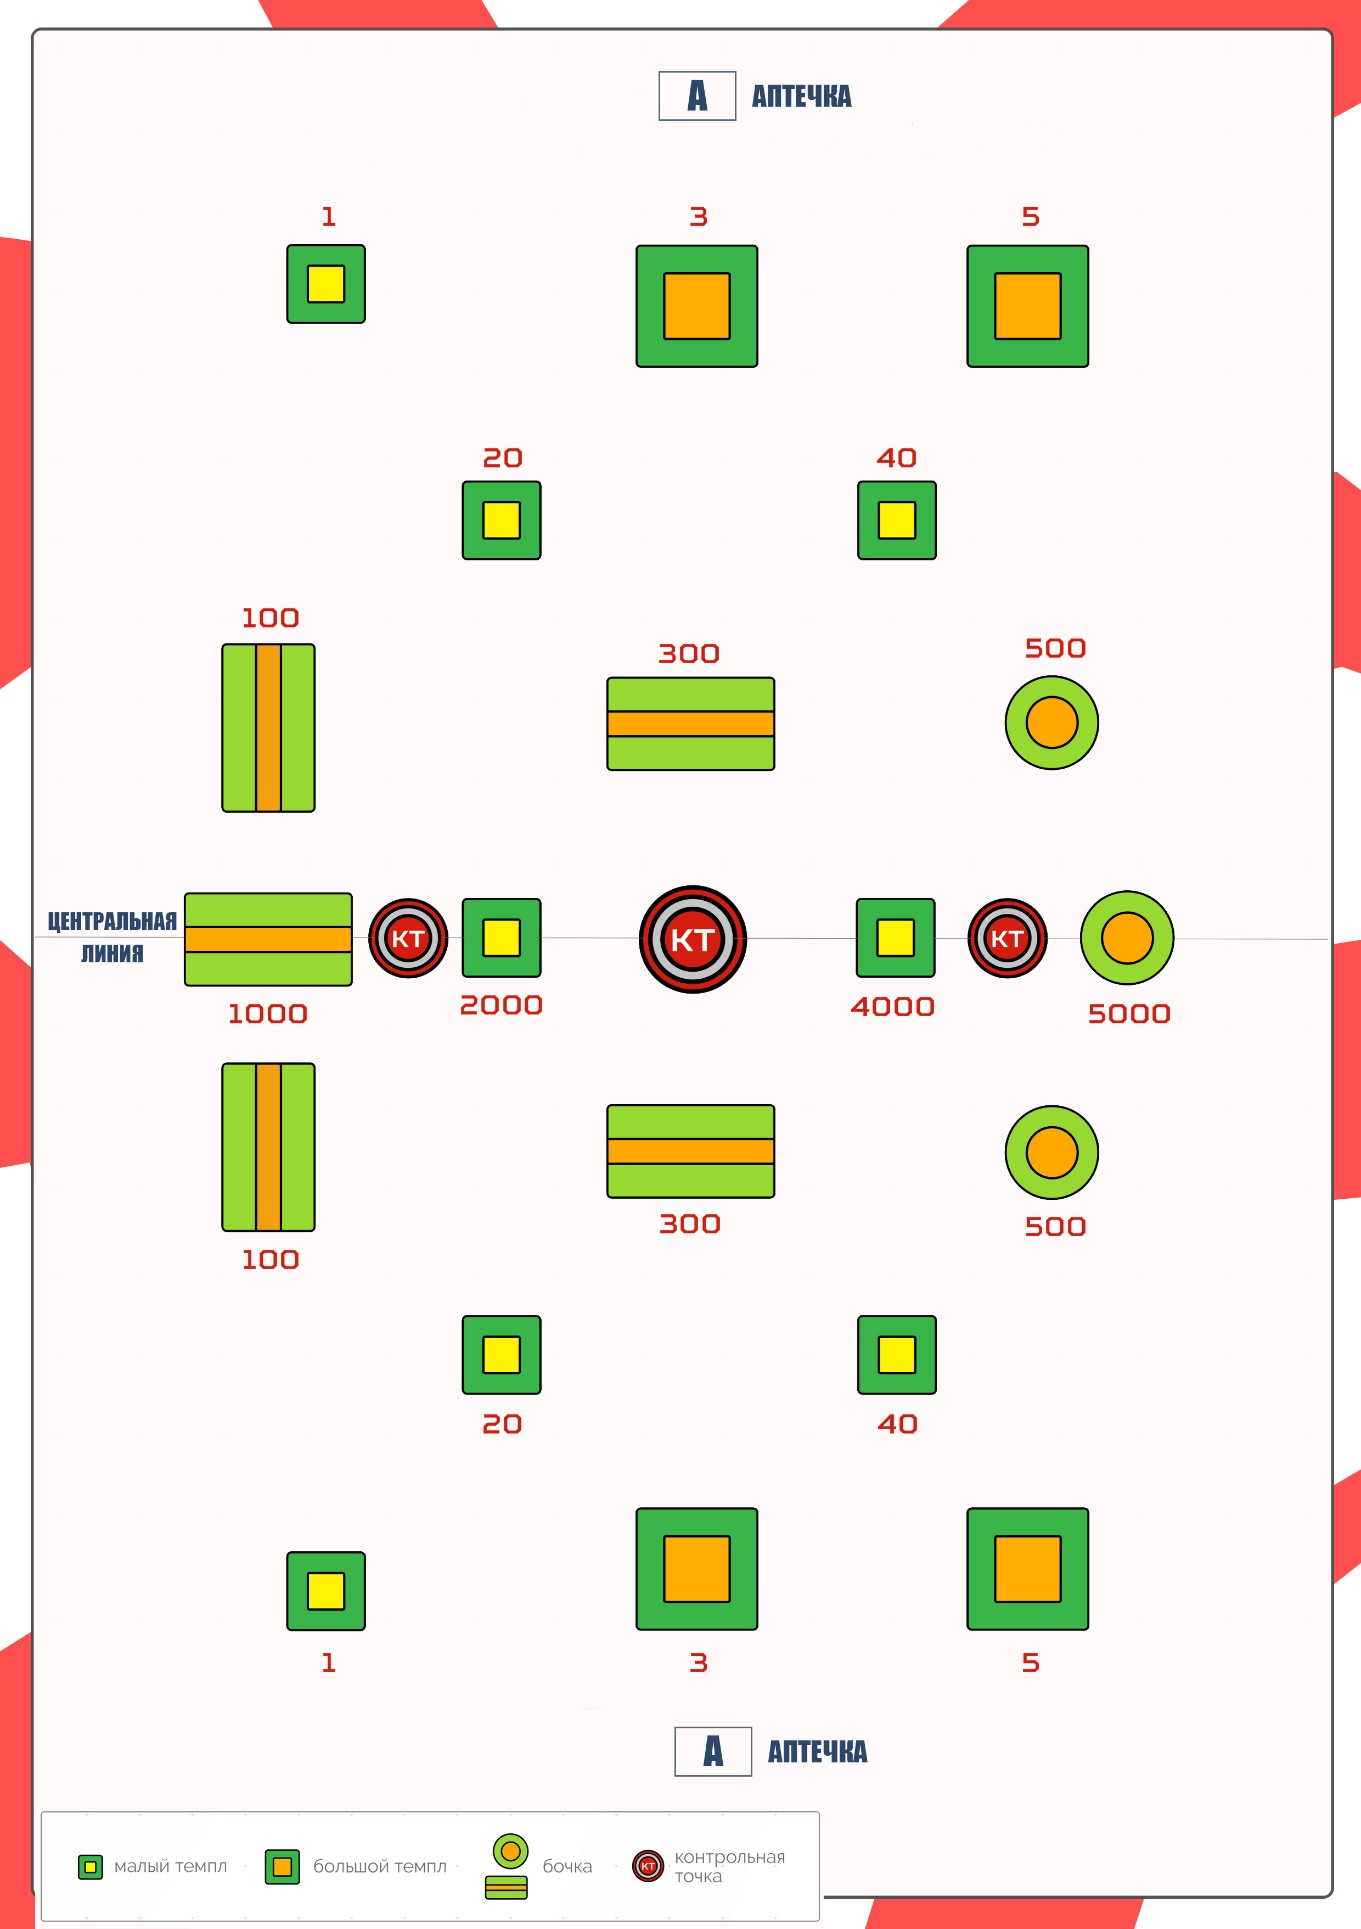 А АПТЕЧКА
1 3 5
20 40
100 300 500
ЦЕНТРАЛЬНАЯ
ЛИНИЯ
КТ КТ КТ
1000 2000 4000 5000
100 300 500
20 40
1 3 5
А АПТЕЧКА
малый темпл большой темпл бочка КТ контрольная
точка